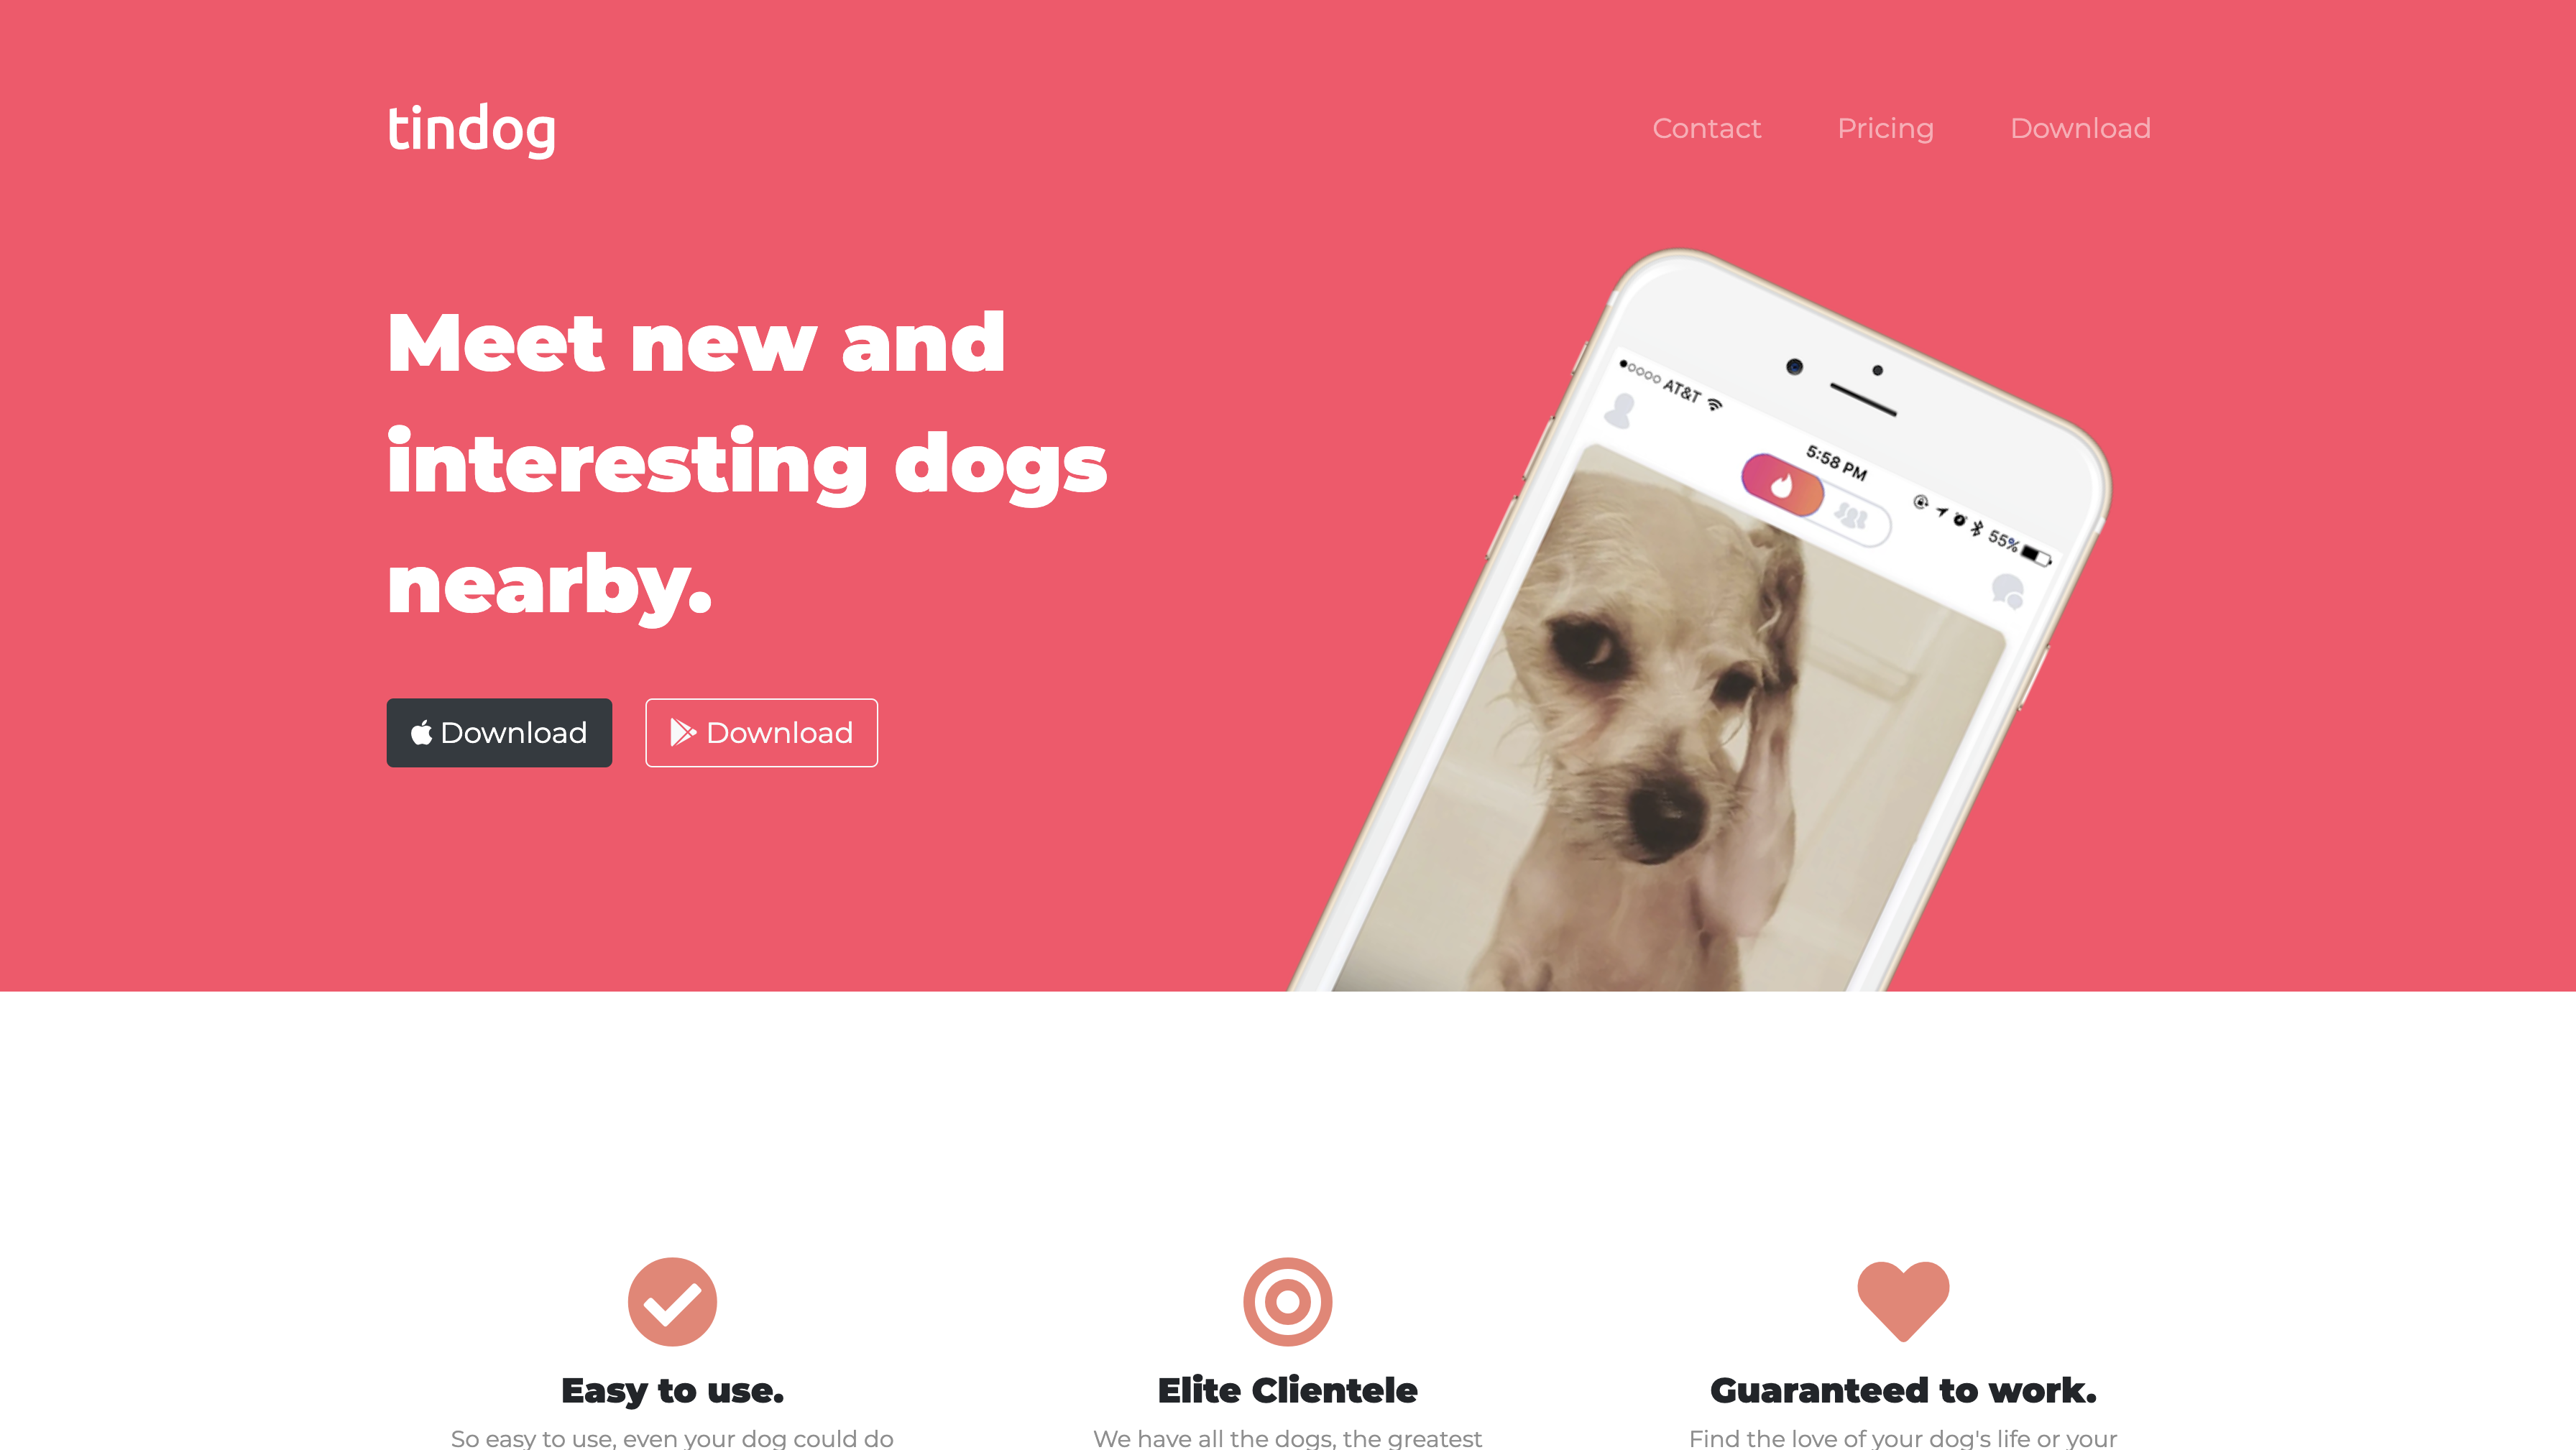 tindog
Contact Pricing Download
Meet new and
interesting dogs
nearby.
Download Download
AT&T
5:58 PM
55%
Easy to use. Elite Clientele Guaranteed to work.
So easy to use, even your dog could do We have all the dogs, the greatest Find the love of your dog's life or your